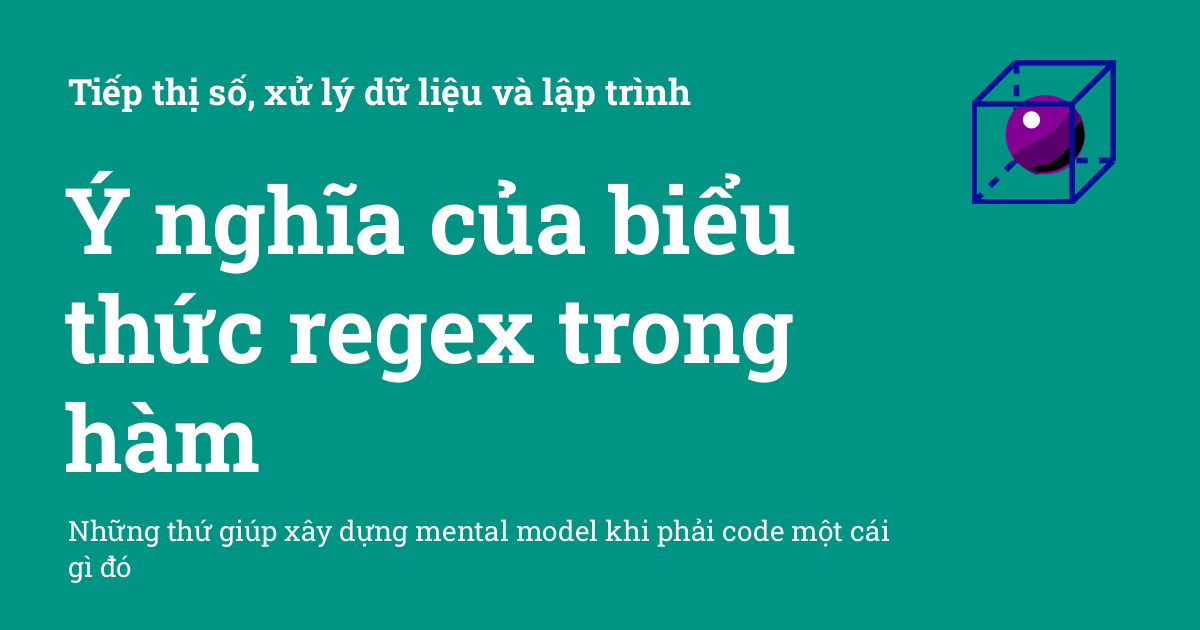 Tiếp thị số, xử lý dữ liệu và lập trình
Ý nghĩa của biểu
thức regex trong
hàm
Những thứ giúp xây dựng mental model khi phải code một cái
gì đó